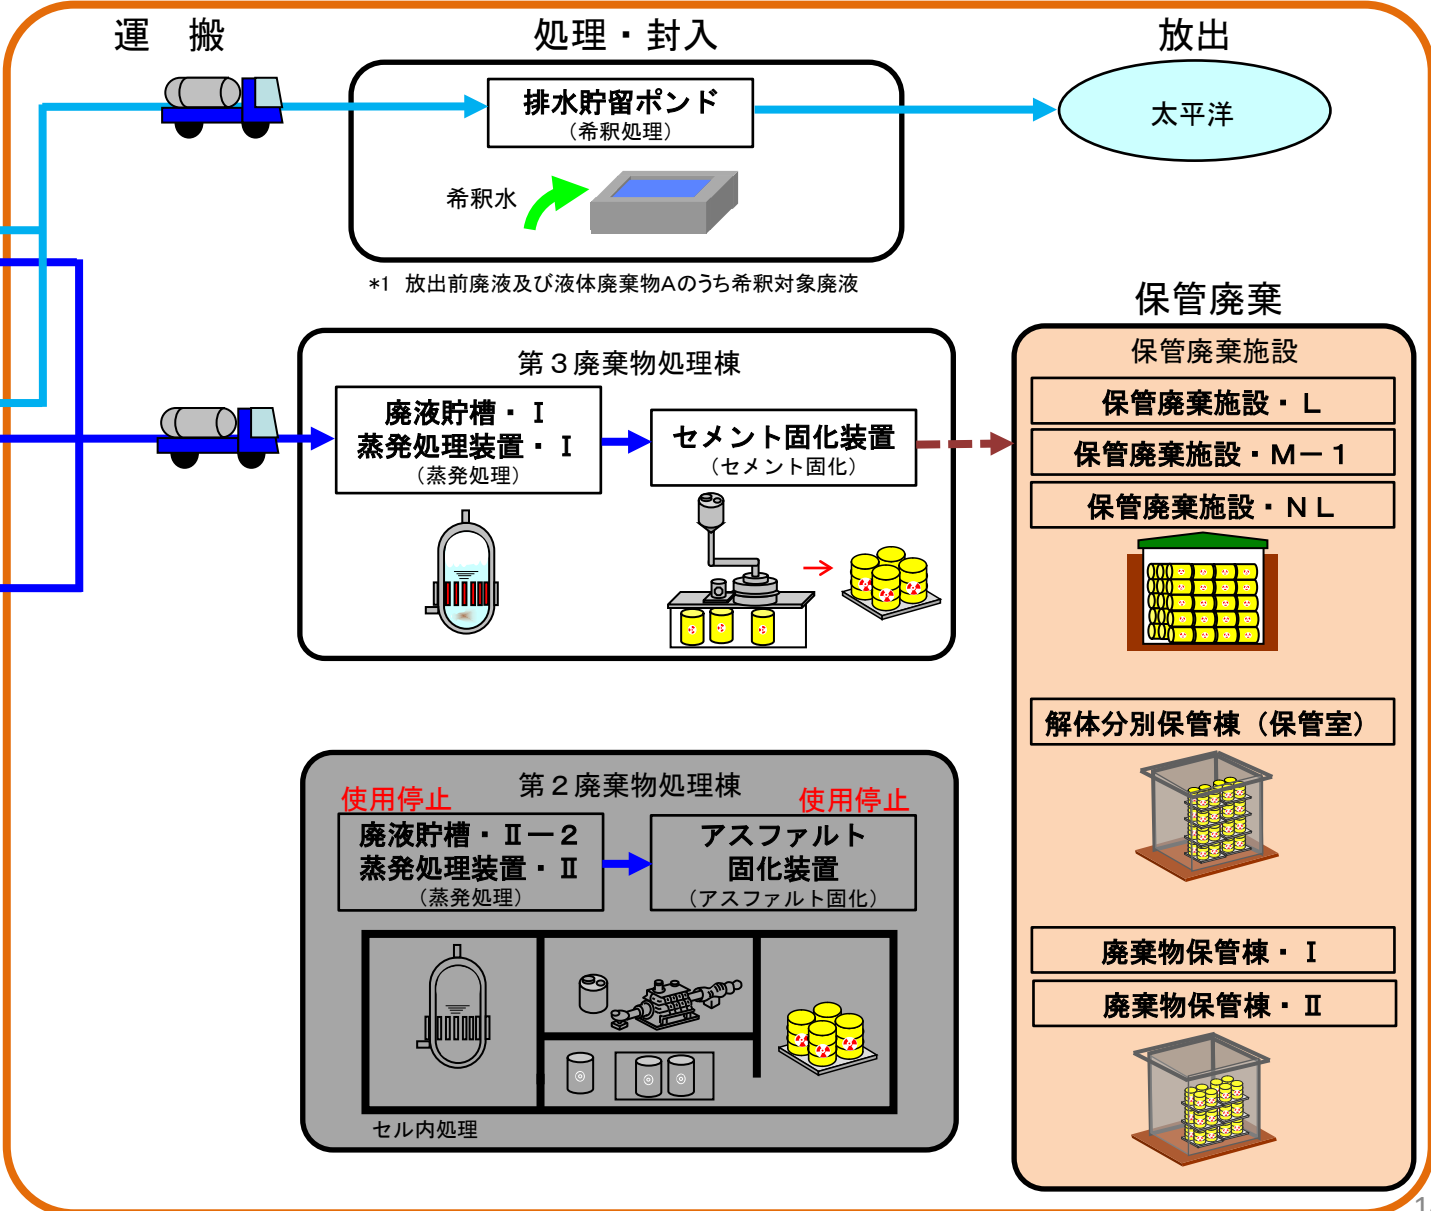 運　搬
処理・封入
放出
排水貯留ポンド
（希釈処理）
太平洋
希釈水
*1　放出前廃液及び液体廃棄物Aのうち希釈対象廃液
保管廃棄
第３廃棄物処理棟
廃液貯槽・Ⅰ
蒸発処理装置・Ⅰ
（蒸発処理）
セメント固化装置
（セメント固化）
保管廃棄施設
保管廃棄施設・Ｌ
保管廃棄施設・Ｍ－１
保管廃棄施設・ＮＬ
解体分別保管棟（保管室）
廃棄物保管棟・Ⅰ
廃棄物保管棟・Ⅱ
第２廃棄物処理棟
使用停止
使用停止
廃液貯槽・Ⅱ－２
蒸発処理装置・Ⅱ
（蒸発処理）
アスファルト
固化装置
（アスファルト固化）
セル内処理